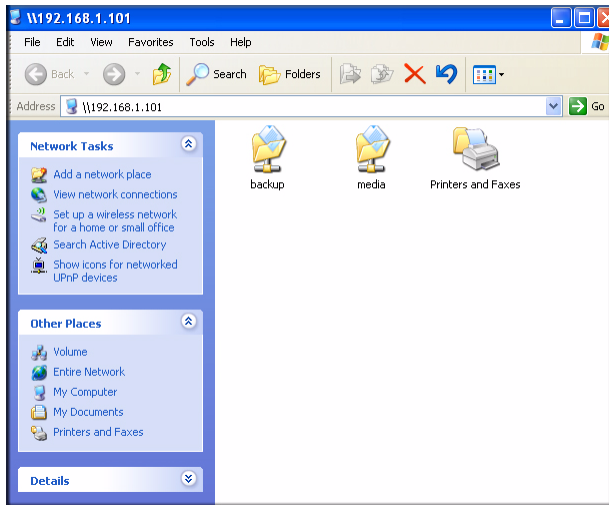 \\192.168.1.101
File Edit View Favorites Tools Help
Back Search Folders
Address \\192.168.1.101 Go
Network Tasks
Add a network place
View network connections
Set up a wireless network
for a home or small office
Search Active Directory
Show icons for networked
UPnP devices
Other Places
Volume
Entire Network
My Computer
My Documents
Printers and Faxes
Details
backup media Printers and Faxes